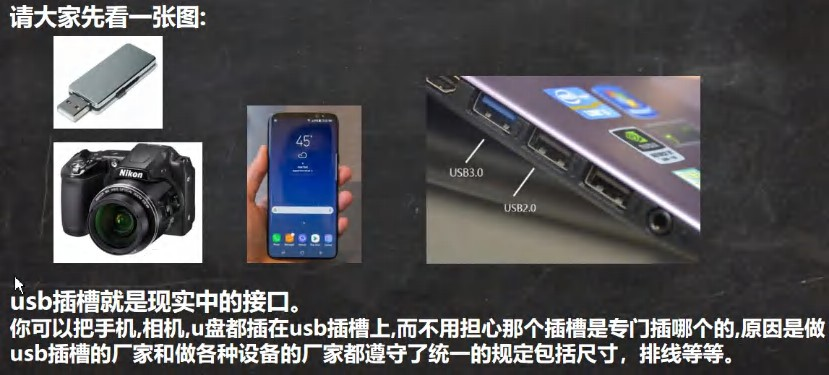 请大家先看一张图:
Nikon
45°
USB3.0
USB2.0
usb插槽就是现实中的接口。
你可以把手机,相机,u盘都插在usb插槽上,而不用担心那个插槽是专门插哪个的,原因是做
usb插槽的厂家和做各种设备的厂家都遵守了统一的规定包括尺寸，排线等等。